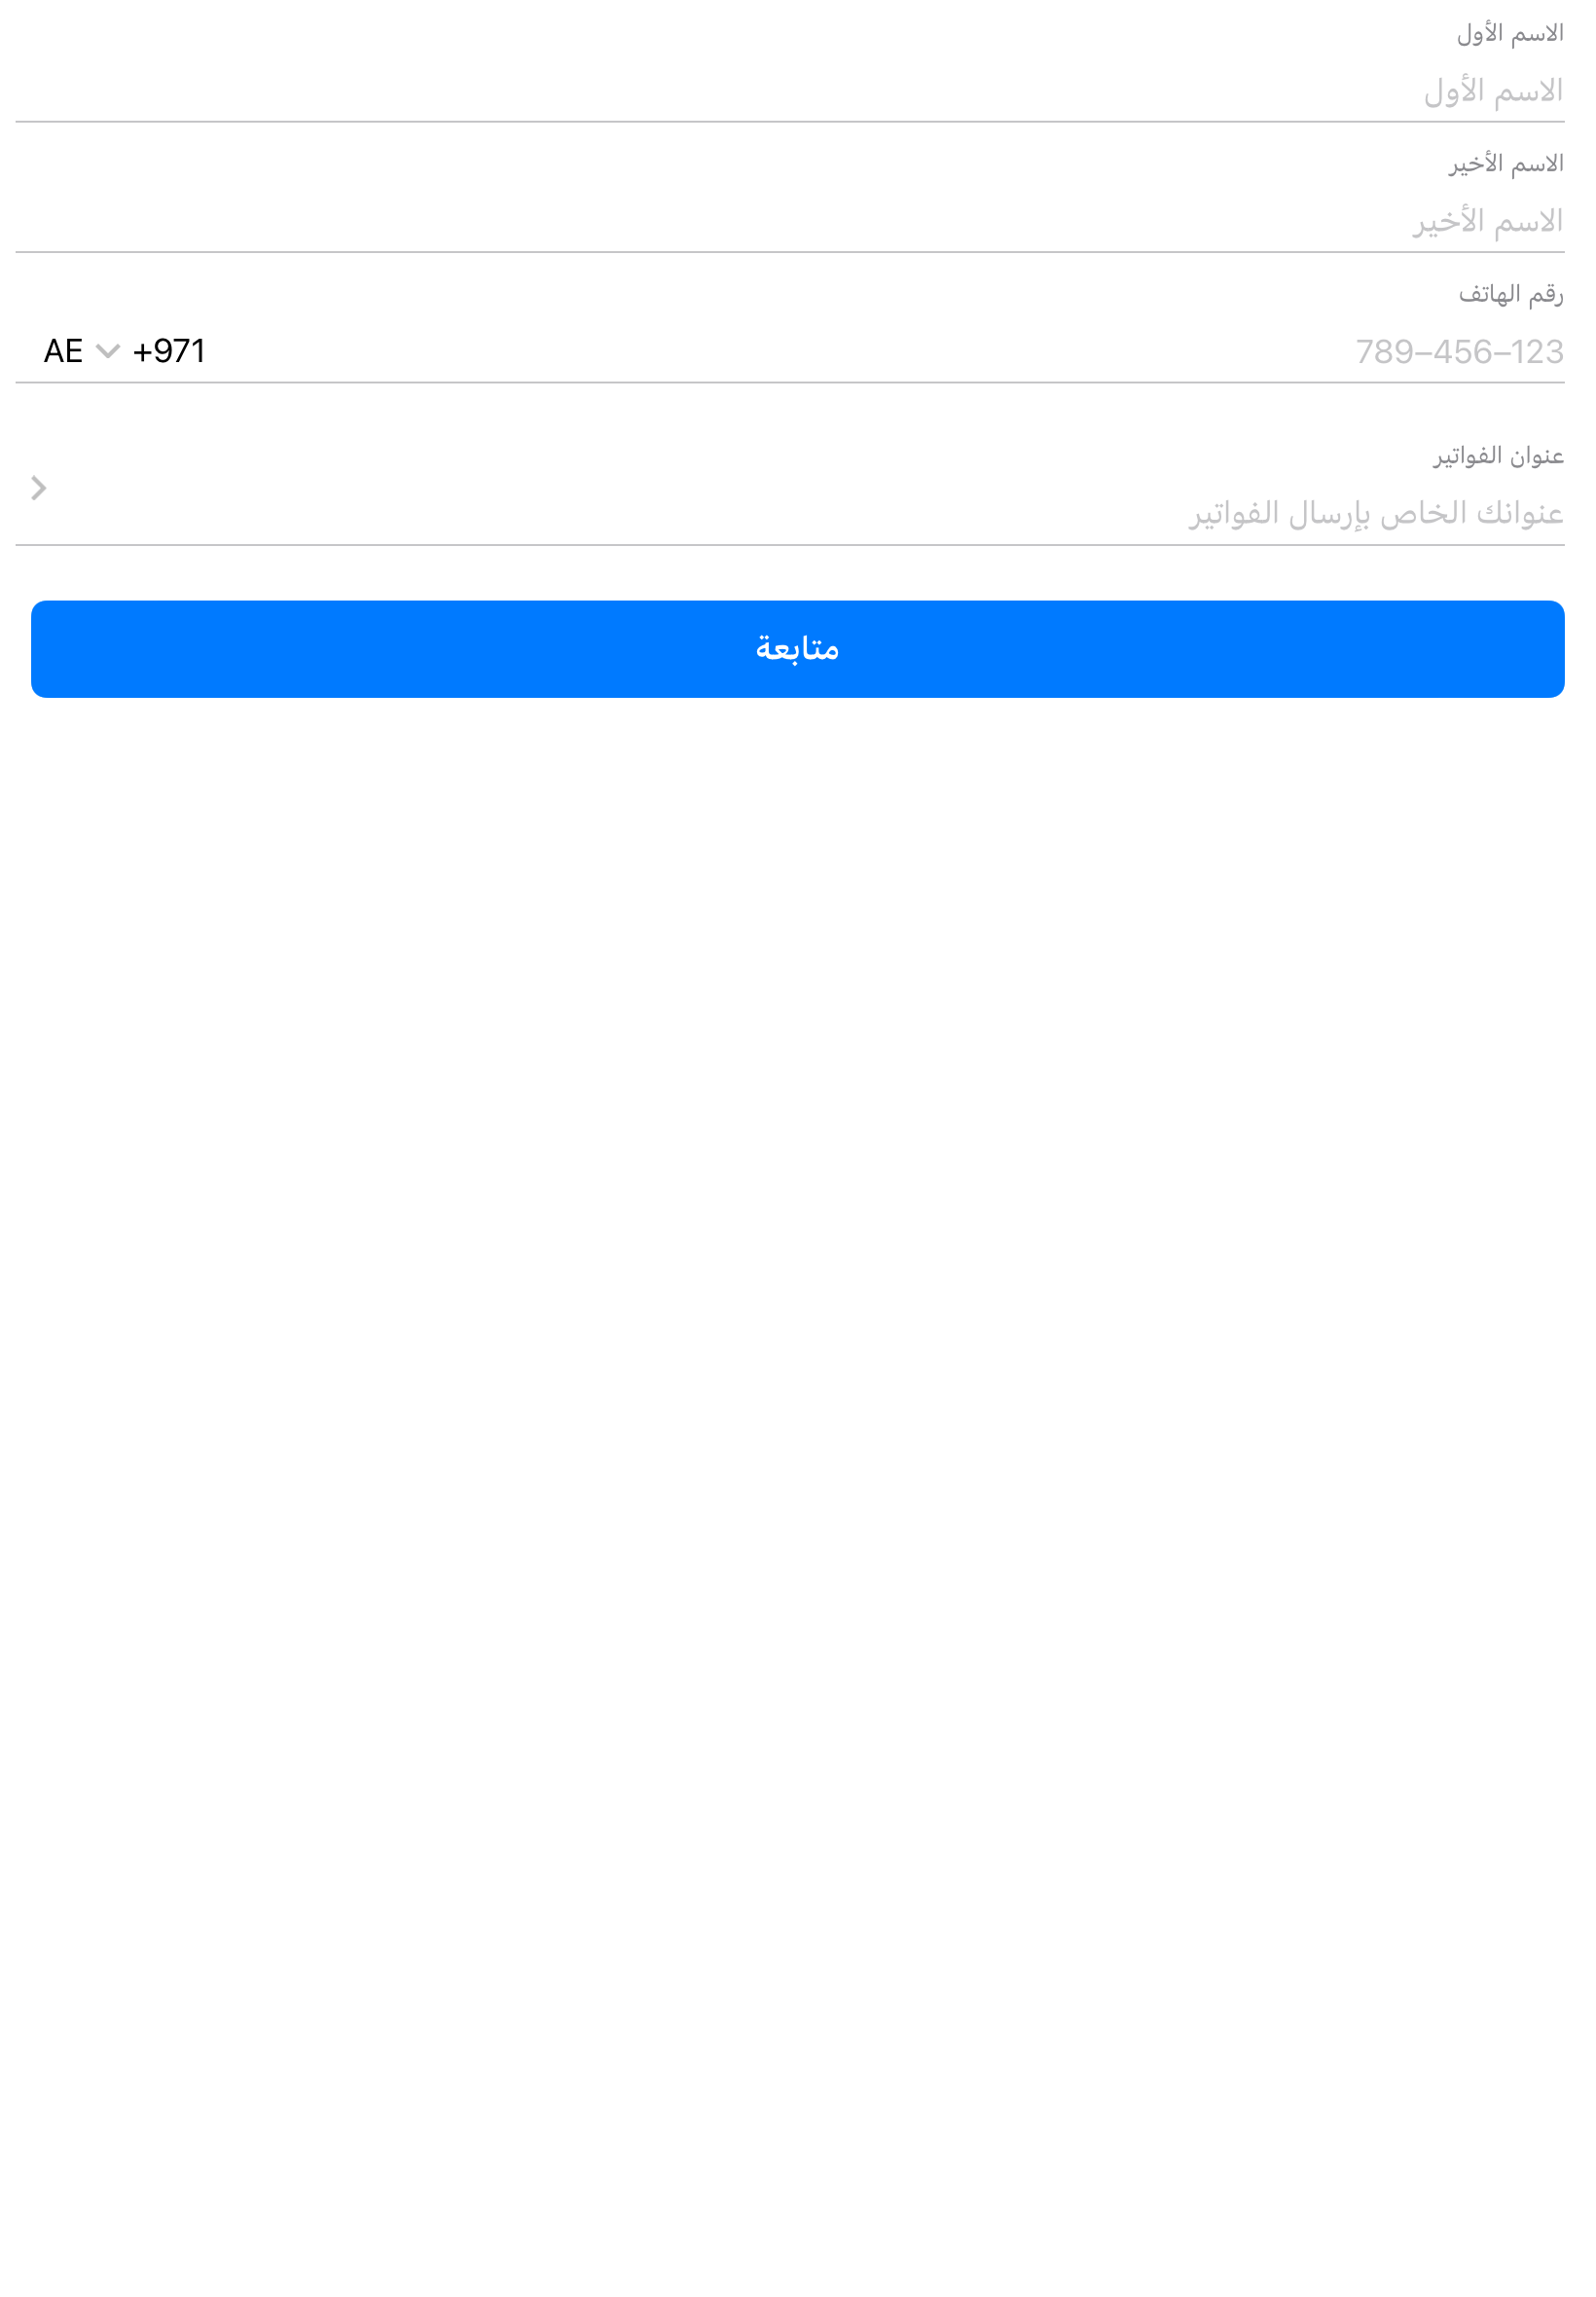 الاسم الأول
الاسم الأول
الاسم الأخير
الاسم الأخير
رقم الهاتف
AE +971 789–456–123
عنوان الفواتير
عنوانك الخاص بإرسال الفواتير
متابعة